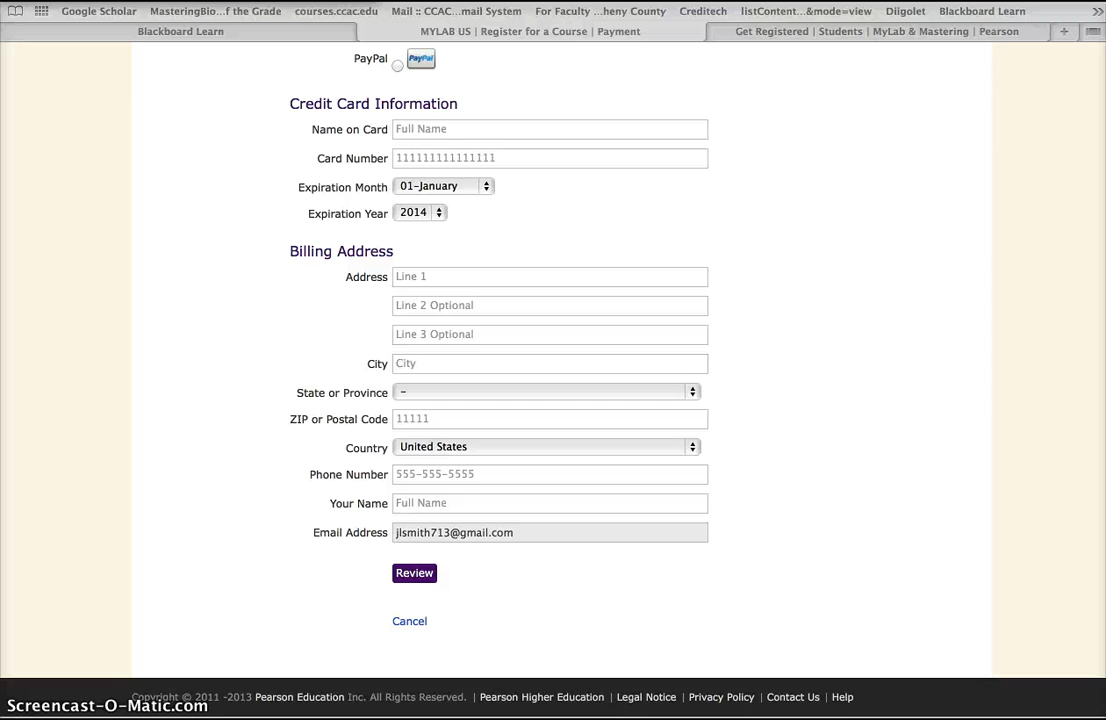 Google Scholar MasteringBio...f the Grade courses.ccac.edu Mail :: CCAC...mail System For Faculty ...heny County Creditech listContent...&mode=view Diigolet Blackboard Learn
Blackboard Learn MYLAB US | Register for a Course | Payment Get Registered | Students | MyLab & Mastering | Pearson
PayPal PayPal
Credit Card Information
Name on Card Full Name
Card Number 111111111111111
Expiration Month 01-January
Expiration Year 2014
Billing Address
Address Line 1
Line 2 Optional
Line 3 Optional
City City
State or Province –
ZIP or Postal Code 11111
Country United States
Phone Number 555-555-5555
Your Name Full Name
Email Address jlsmith713@gmail.com
Review
Cancel
Copyright © 2011 -2013 Pearson Education Inc. All Rights Reserved. | Pearson Higher Education | Legal Notice | Privacy Policy | Contact Us | Help
Screencast-O-Matic.com